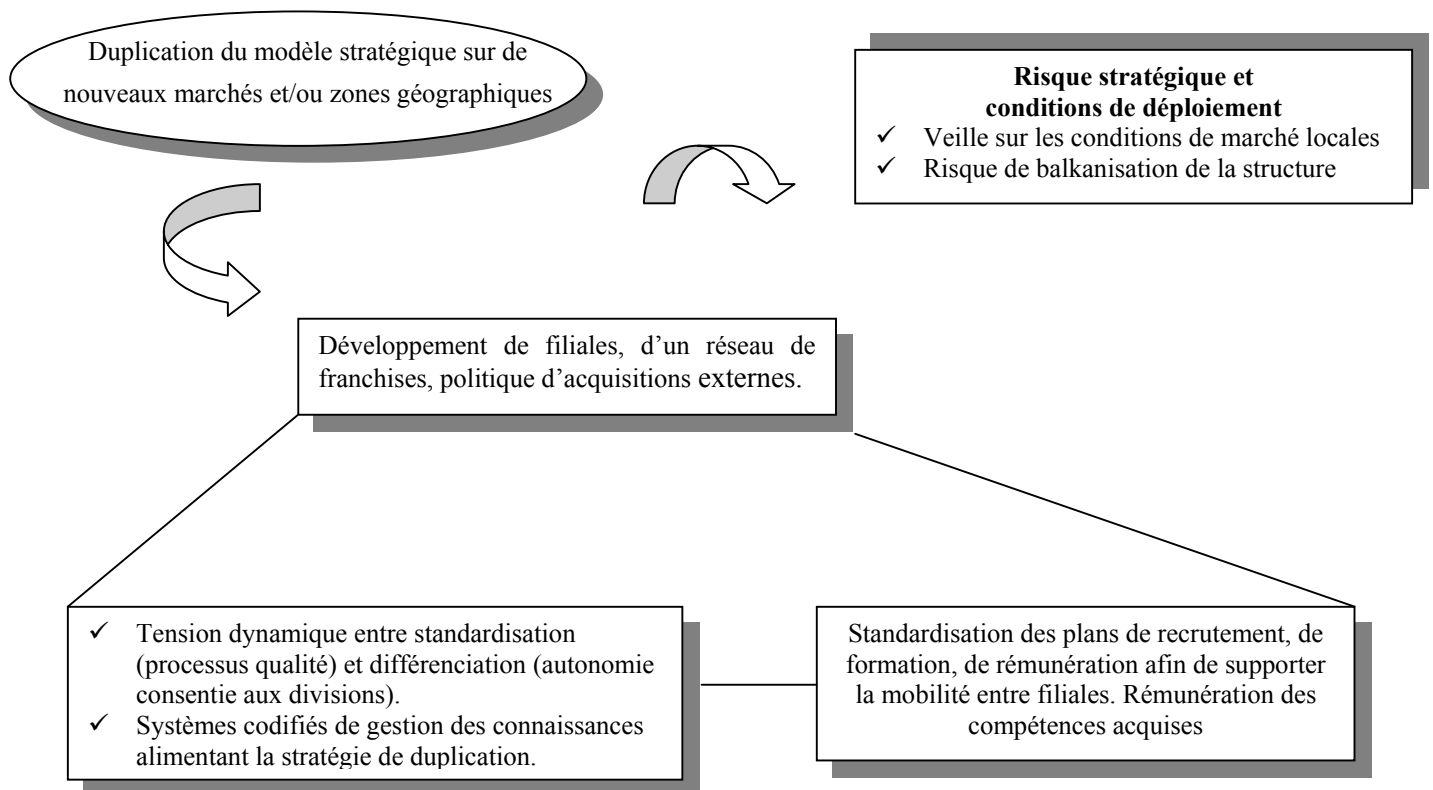 Duplication du modèle stratégique sur de
nouveaux marchés et/ou zones géographiques
Risque stratégique et
conditions de déploiement
✓ Veille sur les conditions de marché locales
✓ Risque de balkanisation de la structure
Développement de filiales, d’un réseau de
franchises, politique d’acquisitions externes.
✓ Tension dynamique entre standardisation
(processus qualité) et différenciation (autonomie
consentie aux divisions).
✓ Systèmes codifiés de gestion des connaissances
alimentant la stratégie de duplication.
Standardisation des plans de recrutement, de
formation, de rémunération afin de supporter
la mobilité entre filiales. Rémunération des
compétences acquises